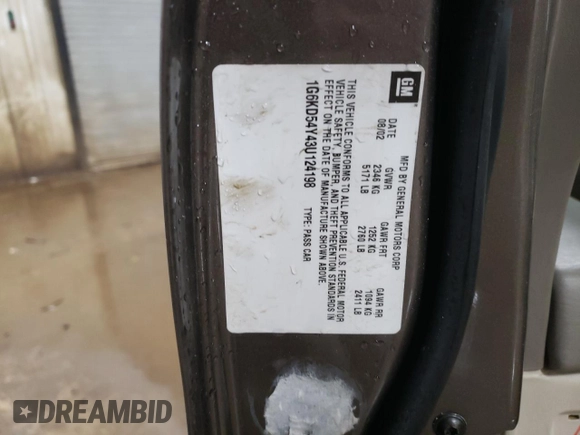 GM
MFD BY GENERAL MOTORS CORP
DATE GVWR GAWR FRT GAWR RR
08/02 2346 KG 1252 KG 1094 KG
5171 LB 2760 LB 2411 LB
THIS VEHICLE CONFORMS TO ALL APPLICABLE U.S. FEDERAL MOTOR
VEHICLE SAFETY, BUMPER, AND THEFT PREVENTION STANDARDS IN
EFFECT ON THE DATE OF MANUFACTURE SHOWN ABOVE.
1G6KD54Y43U124198 TYPE: PASS CAR
DREAMBID